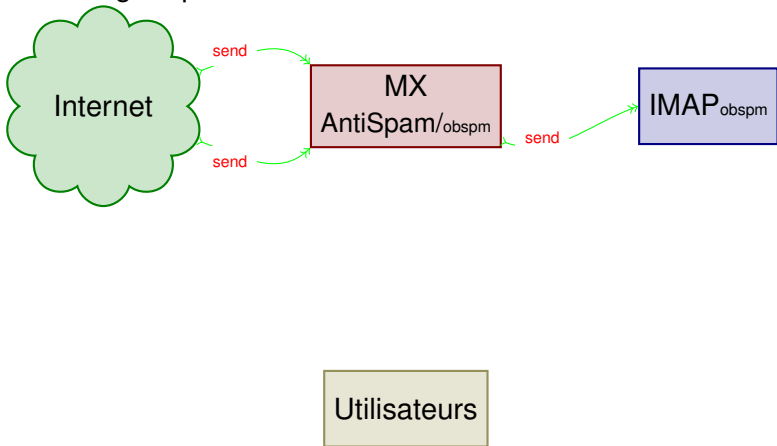 send
Internet
MX
AntiSpam/obspm
IMAPobspm
send
send
Utilisateurs